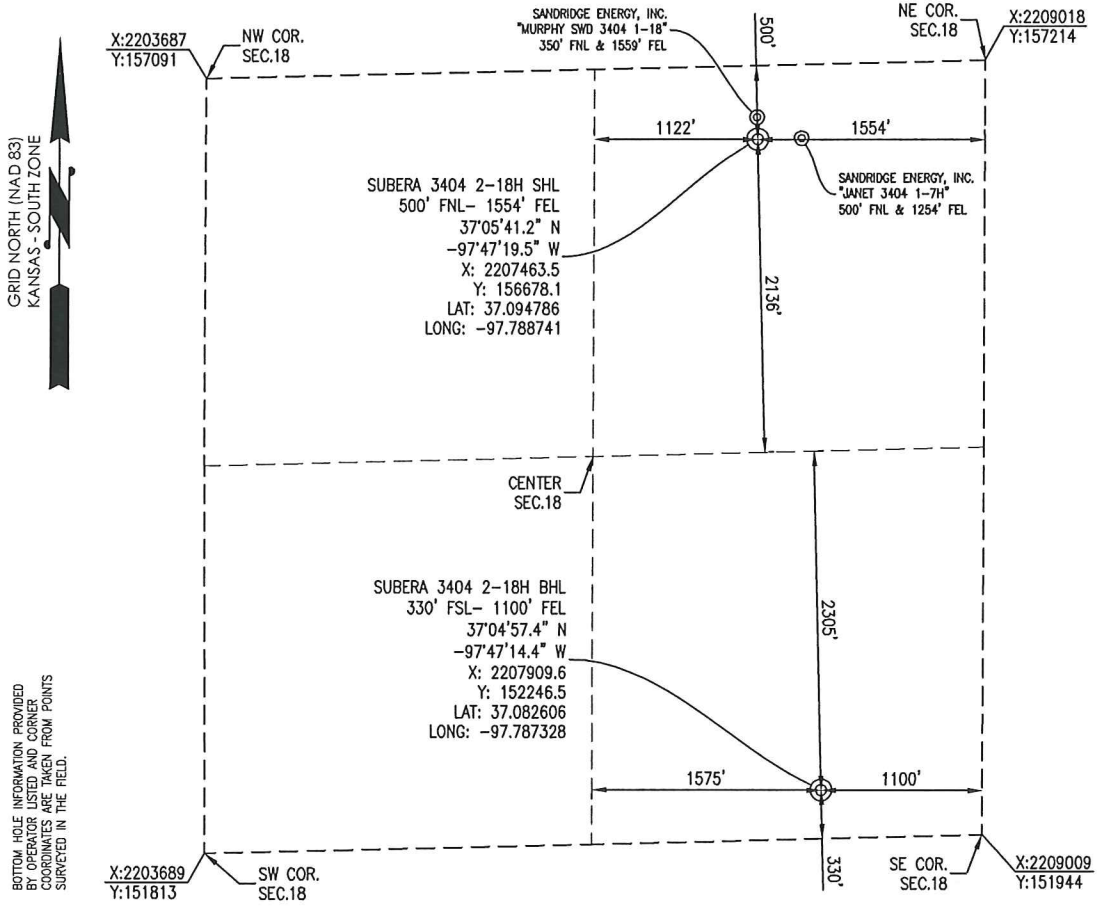 SANDRIDGE ENERGY, INC.
"MURPHY SWD 3404 1-18"
350' FNL & 1559' FEL
500'
NE COR.
SEC.18
X:2209018
Y:157214
X:2203687
Y:157091
NW COR.
SEC.18
GRID NORTH (NAD 83)
KANSAS - SOUTH ZONE
1122'
1554'
SANDRIDGE ENERGY, INC.
"JANET 3404 1-7H"
500' FNL & 1254' FEL
SUBERA 3404 2-18H SHL
500' FNL- 1554' FEL
37°05'41.2" N
-97°47'19.5" W
X: 2207463.5
Y: 156678.1
LAT: 37.094786
LONG: -97.788741
2136'
CENTER
SEC.18
SUBERA 3404 2-18H BHL
330' FSL- 1100' FEL
37°04'57.4" N
-97°47'14.4" W
X: 2207909.6
Y: 152246.5
LAT: 37.082606
LONG: -97.787328
2305'
1575'
1100'
330'
BOTTOM HOLE INFORMATION PROVIDED
BY OPERATOR LISTED AND CORNER
COORDINATES ARE TAKEN FROM POINTS
SURVEYED IN THE FIELD.
X:2203689
Y:151813
SW COR.
SEC.18
SE COR.
SEC.18
X:2209009
Y:151944